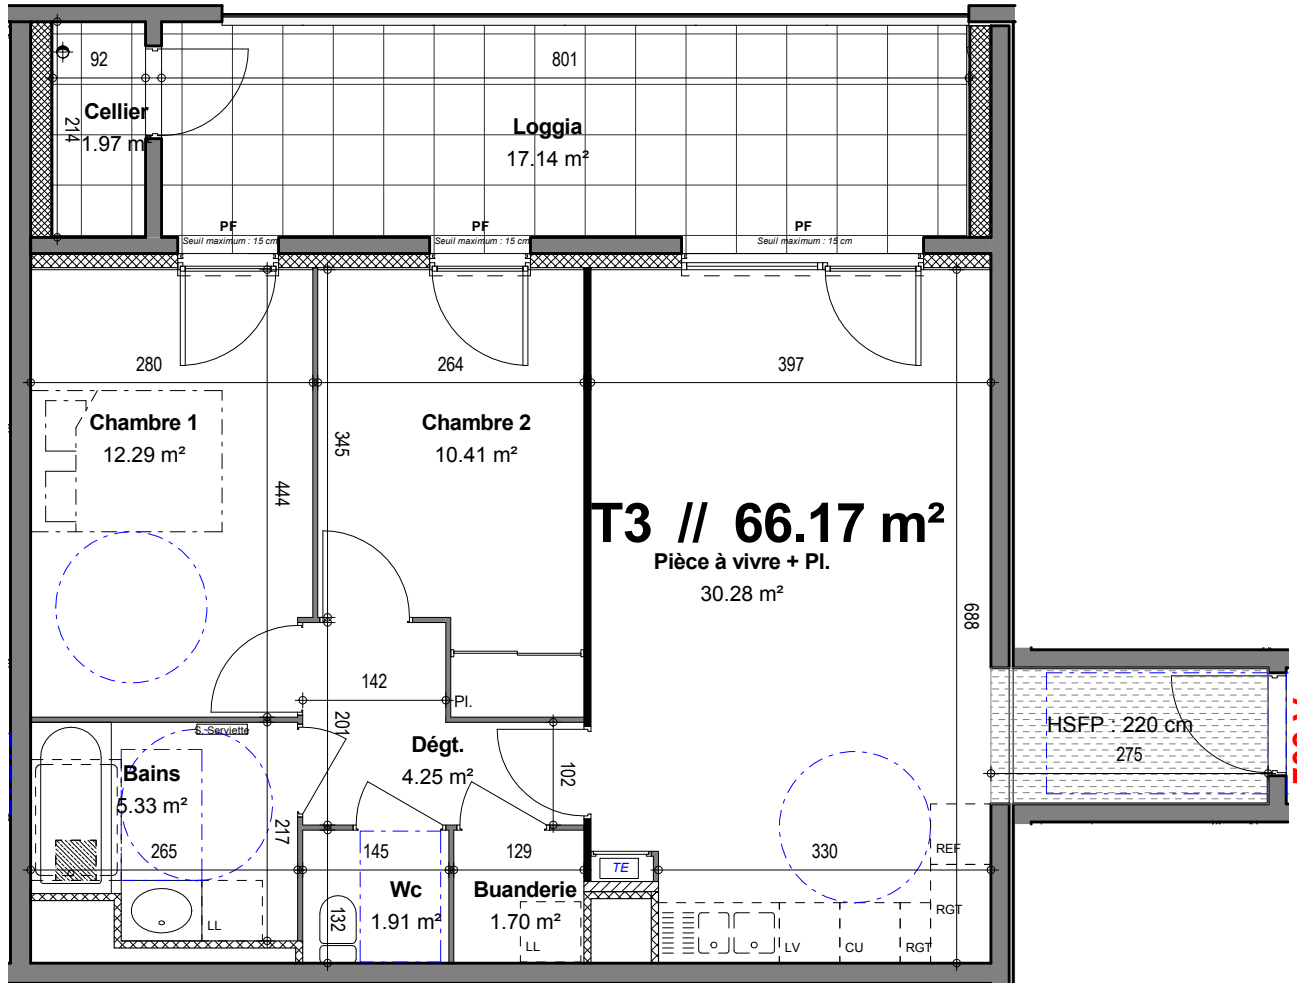 92
801
Cellier
1.97 m²
214
Loggia
17.14 m²
PF
Seuil maximum : 15 cm
PF
Seuil maximum : 15 cm
PF
Seuil maximum : 15 cm
280
264
397
Chambre 1
12.29 m²
Chambre 2
10.41 m²
345
444
T3 // 66.17 m²
Pièce à vivre + Pl.
30.28 m²
688
142
Pl.
201
S. Serviette
HSFP : 220 cm
275
Dégt.
4.25 m²
102
Bains
5.33 m²
217
265
145
129
330
REF
TE
Wc
1.91 m²
Buanderie
1.70 m²
132
RGT
LL
LL
LV
CU
RGT